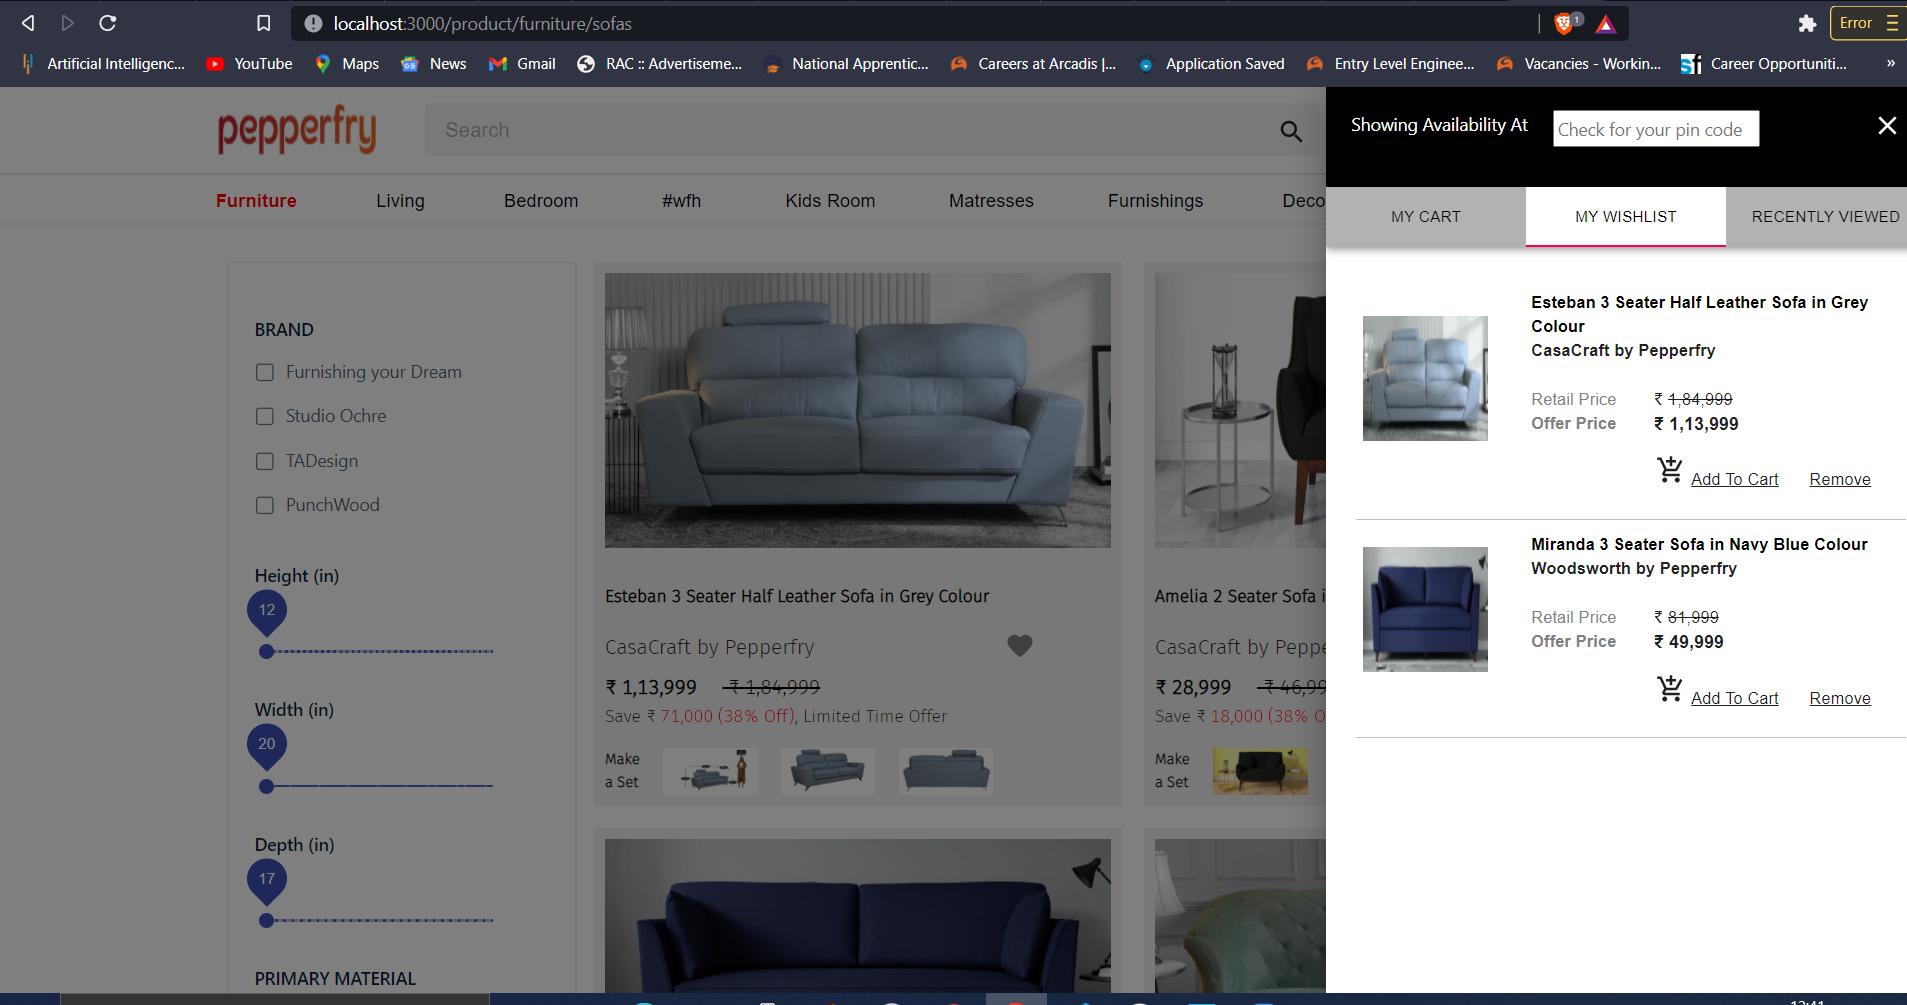 localhost:3000/product/furniture/sofas
1
Error
Artificial Intelligenc...
YouTube
Maps
News
Gmail
RAC :: Advertiseme...
National Apprentic...
Careers at Arcadis |...
Application Saved
Entry Level Enginee...
Vacancies - Workin...
Career Opportuniti...
»
pepperfry
Search
Furniture
Living
Bedroom
#wfh
Kids Room
Matresses
Furnishings
Deco
BRAND
Furnishing your Dream
Studio Ochre
TADesign
PunchWood
Height (in)
12
Width (in)
20
Depth (in)
17
PRIMARY MATERIAL
Esteban 3 Seater Half Leather Sofa in Grey Colour
CasaCraft by Pepperfry
₹ 1,13,999 ₹ 1,84,999
Save ₹ 71,000 (38% Off), Limited Time Offer
Make
a Set
Amelia 2 Seater Sofa i
CasaCraft by Pepp
₹ 28,999 ₹ 46,99
Save ₹ 18,000 (38% O
Make
a Set
Showing Availability At
Check for your pin code
MY CART
MY WISHLIST
RECENTLY VIEWED
Esteban 3 Seater Half Leather Sofa in Grey
Colour
CasaCraft by Pepperfry
Retail Price ₹ 1,84,999
Offer Price ₹ 1,13,999
Add To Cart Remove
Miranda 3 Seater Sofa in Navy Blue Colour
Woodsworth by Pepperfry
Retail Price ₹ 81,999
Offer Price ₹ 49,999
Add To Cart Remove